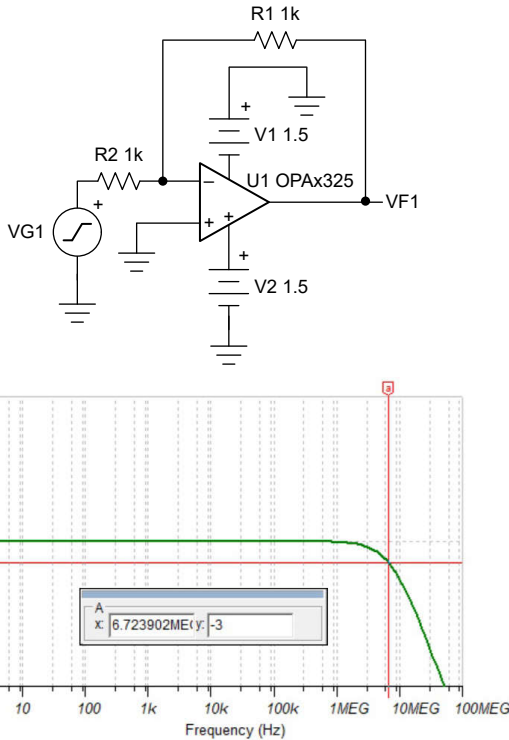 R1 1k
+
V1 1.5
R2 1k
U1 OPAx325
+
−
VG1
+
+
VF1
+
V2 1.5
a
A
x: 6.723902ME( y: -3
10 100 1k 10k 100k 1MEG 10MEG 100MEG
Frequency (Hz)